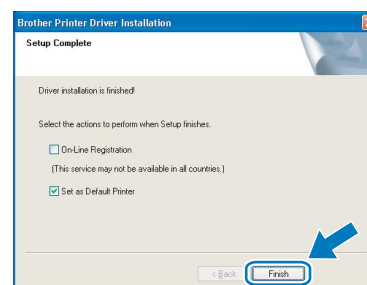 Brother Printer Driver Installation
Setup Complete
Driver installation is finished!
Select the actions to perform when Setup finishes.
On-Line Registration
(This service may not be available in all countries.)
Set as Default Printer
< Back
Finish